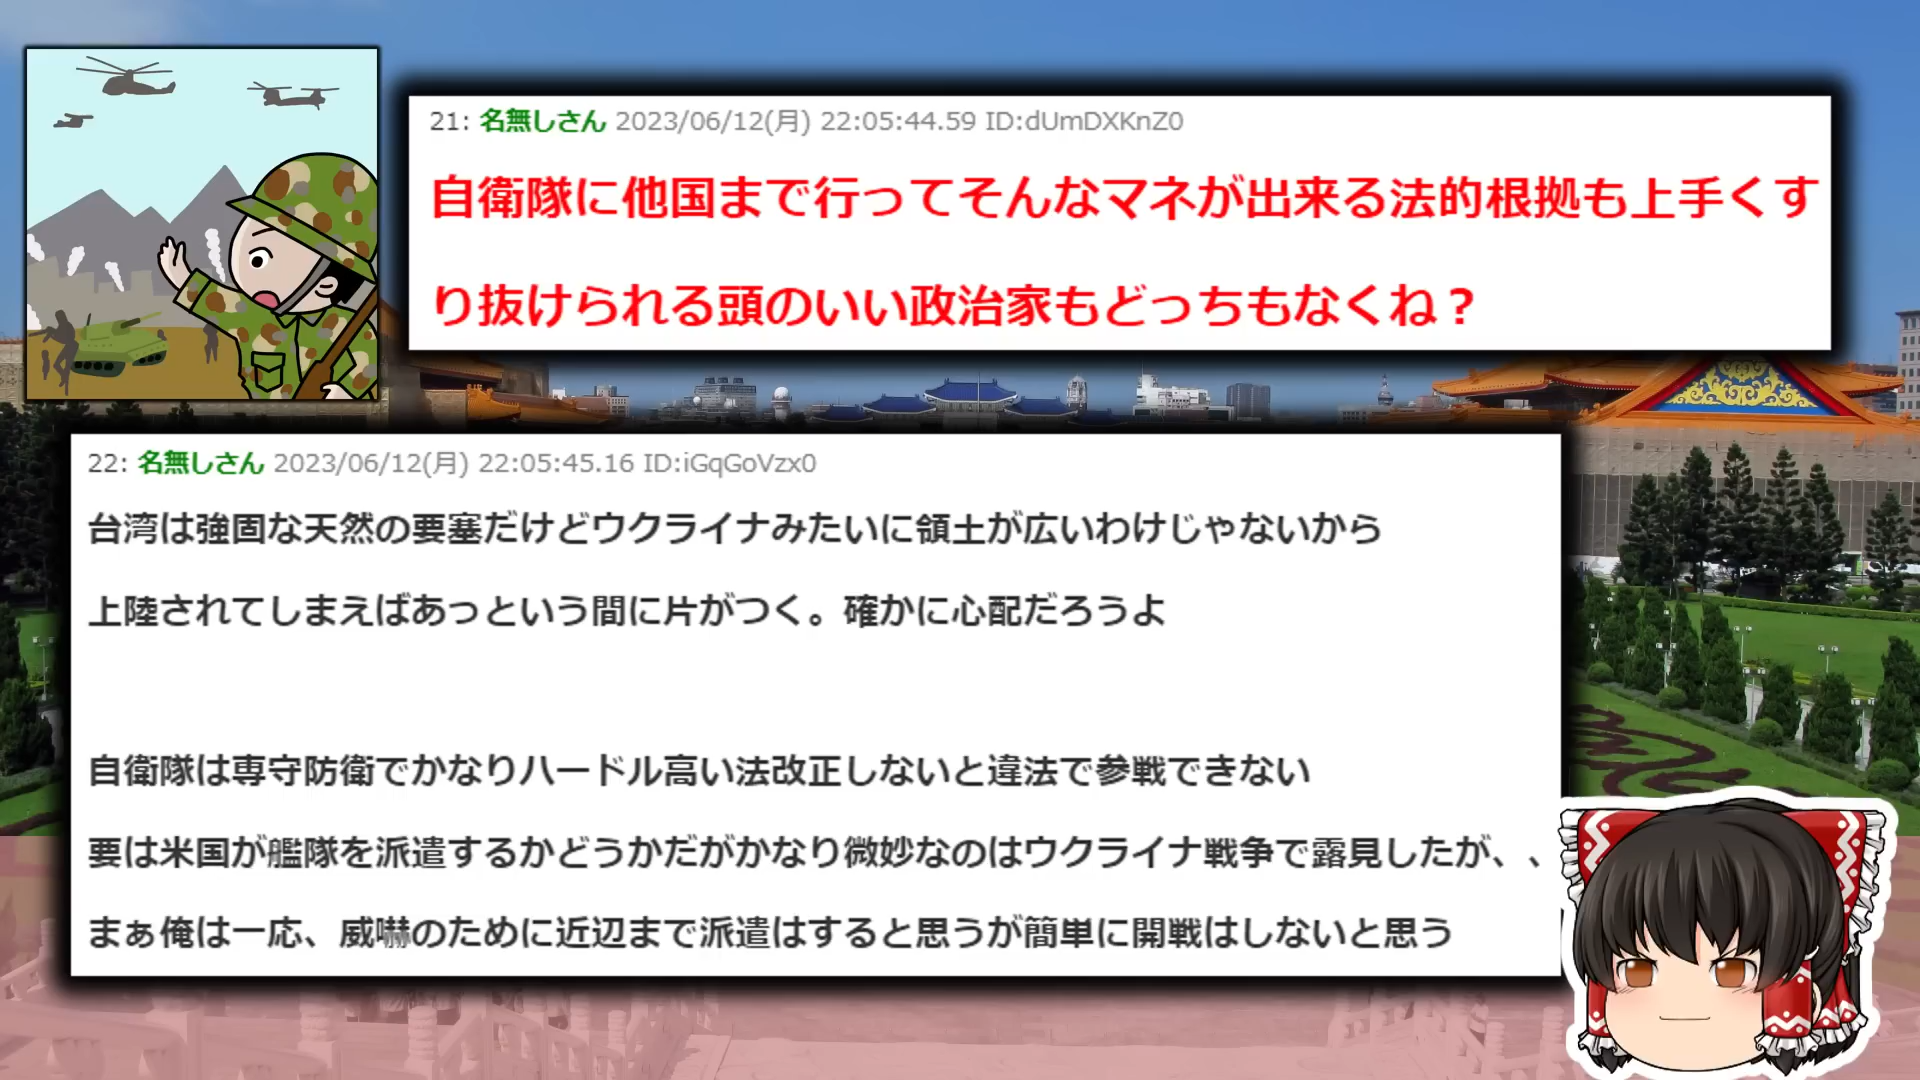 21: 名無しさん 2023/06/12(月) 22:05:44.59 ID:dUmDXKnZ0
自衛隊に他国まで行ってそんなマネが出来る法的根拠も上手くす
り抜けられる頭のいい政治家もどっちもなくね？
22: 名無しさん 2023/06/12(月) 22:05:45.16 ID:iGqGoVzx0
台湾は強固な天然の要塞だけどウクライナみたいに領土が広いわけじゃないから
上陸されてしまえばあっという間に片がつく。確かに心配だろうよ
自衛隊は専守防衛でかなりハードル高い法改正しないと違法で参戦できない
要は米国が艦隊を派遣するかどうかだがかなり微妙なのはウクライナ戦争で露見したが、、
まぁ俺は一応、威嚇のために近辺まで派遣はすると思うが簡単に開戦はしないと思う